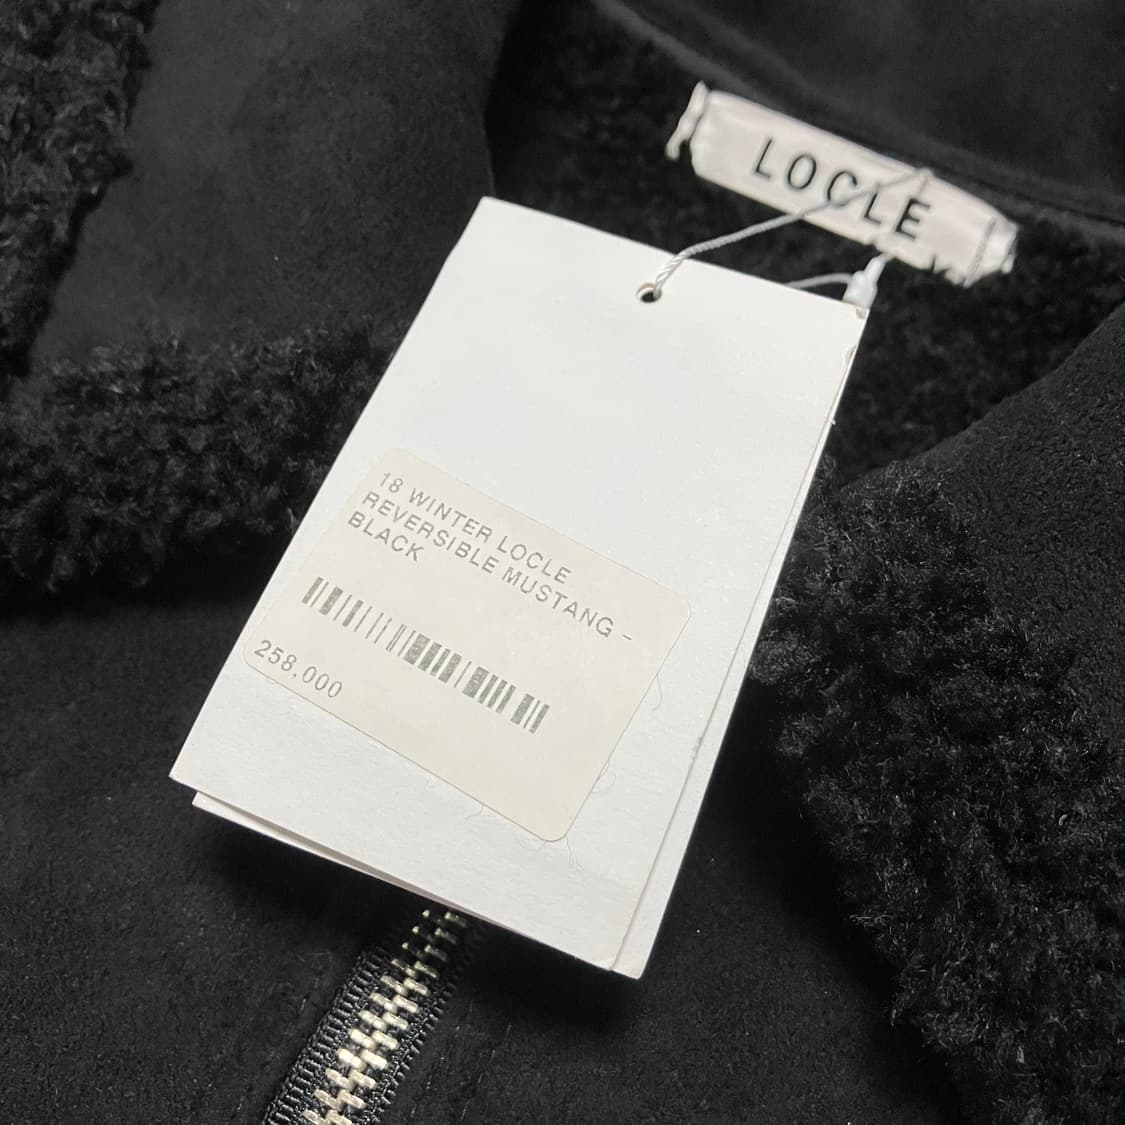 LOCLE
18 WINTER LOCLE
REVERSIBLE MUSTANG -
BLACK
258,000